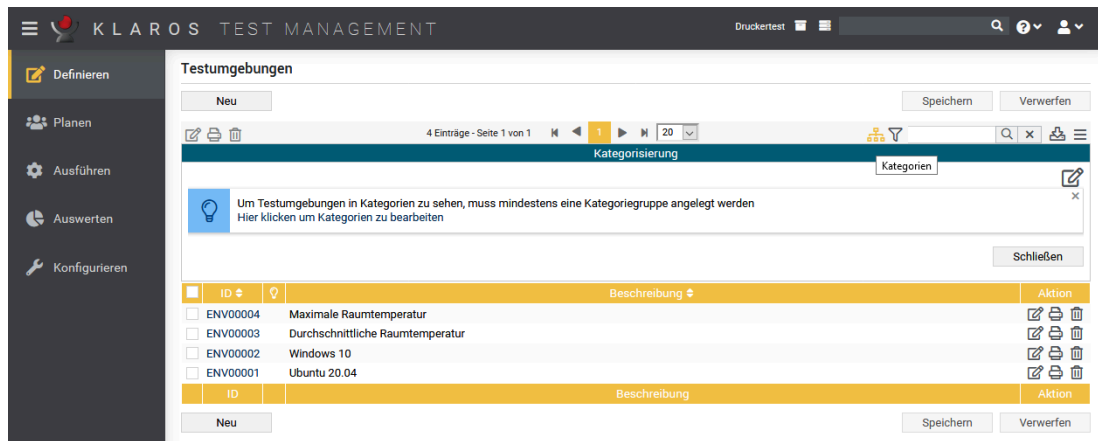 KLAROS TEST MANAGEMENT
Druckertest
Definieren
Planen
Ausführen
Auswerten
Konfigurieren
Testumgebungen
Neu
Speichern
Verwerfen
4 Einträge - Seite 1 von 1
1
20
Kategorisierung
Kategorien
Um Testumgebungen in Kategorien zu sehen, muss mindestens eine Kategoriegruppe angelegt werden
Hier klicken um Kategorien zu bearbeiten
Schließen
ID Beschreibung Aktion
ENV00004 Maximale Raumtemperatur
ENV00003 Durchschnittliche Raumtemperatur
ENV00002 Windows 10
ENV00001 Ubuntu 20.04
ID Beschreibung Aktion
Neu
Speichern
Verwerfen